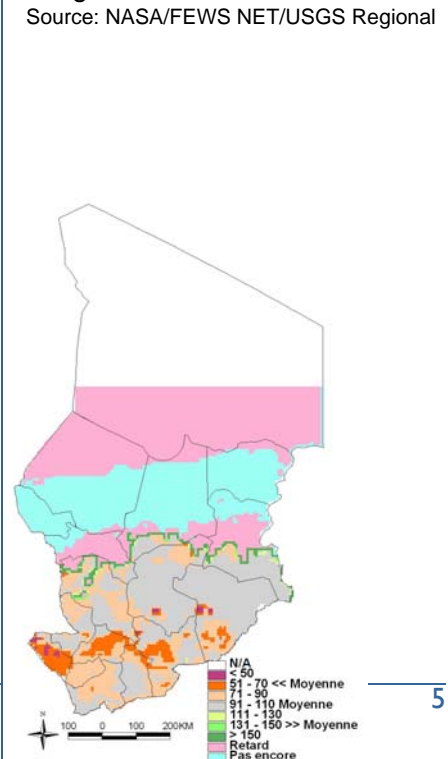 Source: NASA/FEWS NET/USGS Regional
N/A
< 50
51 - 70 << Moyenne
71 - 90
91 - 110 Moyenne
111 - 130
131 - 150 >> Moyenne
> 150
Retard
Pas encore
5
N
100 0 100 200KM